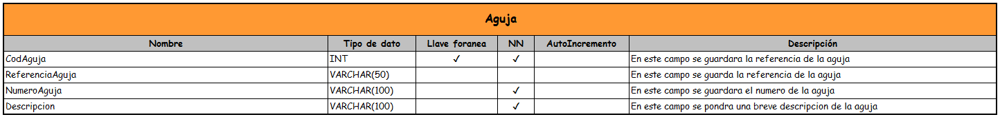 Aguja
Nombre Tipo de dato Llave foranea NN AutoIncremento Descripción
CodAguja INT ✓ ✓ En este campo se guardara la referencia de la aguja
ReferenciaAguja VARCHAR(50) En este campo se guarda la referencia de la aguja
NumeroAguja VARCHAR(100) ✓ En este campo se guardara el numero de la aguja
Descripcion VARCHAR(100) ✓ En este campo se pondra una breve descripcion de la aguja